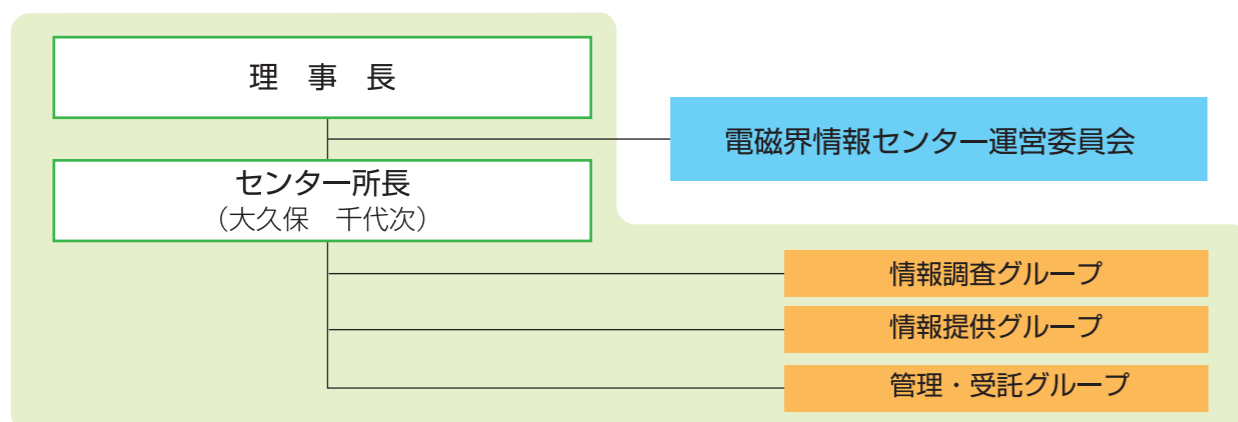 理　事　長
電磁界情報センター運営委員会
センター所長
（大久保　千代次）
情報調査グループ
情報提供グループ
管理・受託グループ